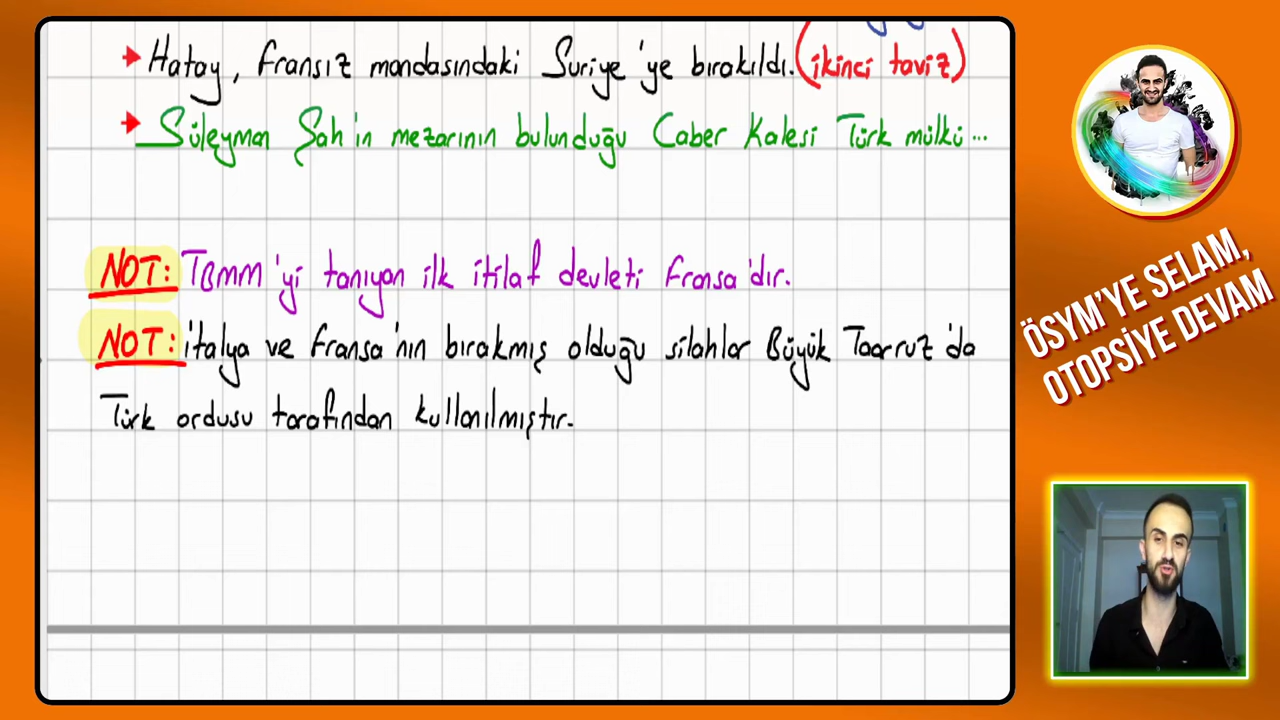 Hatay, Fransız mandasındaki Suriye'ye bırakıldı. (ikinci taviz)
Süleyman Şah'ın mezarının bulunduğu Caber Kalesi Türk mülkü...
NOT: TBMM'yi tanıyan ilk itilaf devleti Fransa'dır.
NOT: İtalya ve Fransa'nın bırakmış olduğu silahlar Büyük Taarruz'da
Türk ordusu tarafından kullanılmıştır.
ÖSYM'YE SELAM,
OTOPSİYE DEVAM